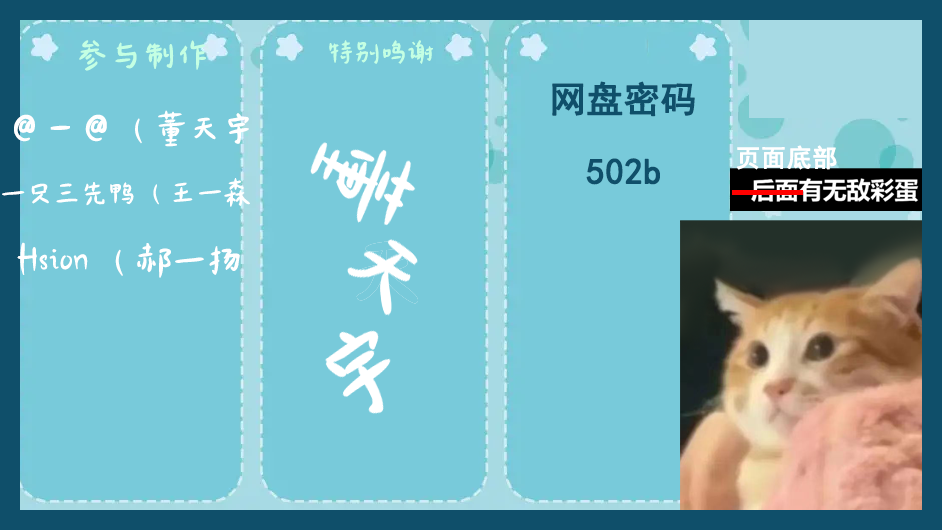 参与制作
@一@（董天宇
一只三先鸭（王一森
Hsion（郝一扬
特别鸣谢
董天宇
网盘密码
502b
页面底部
后面有无敌彩蛋